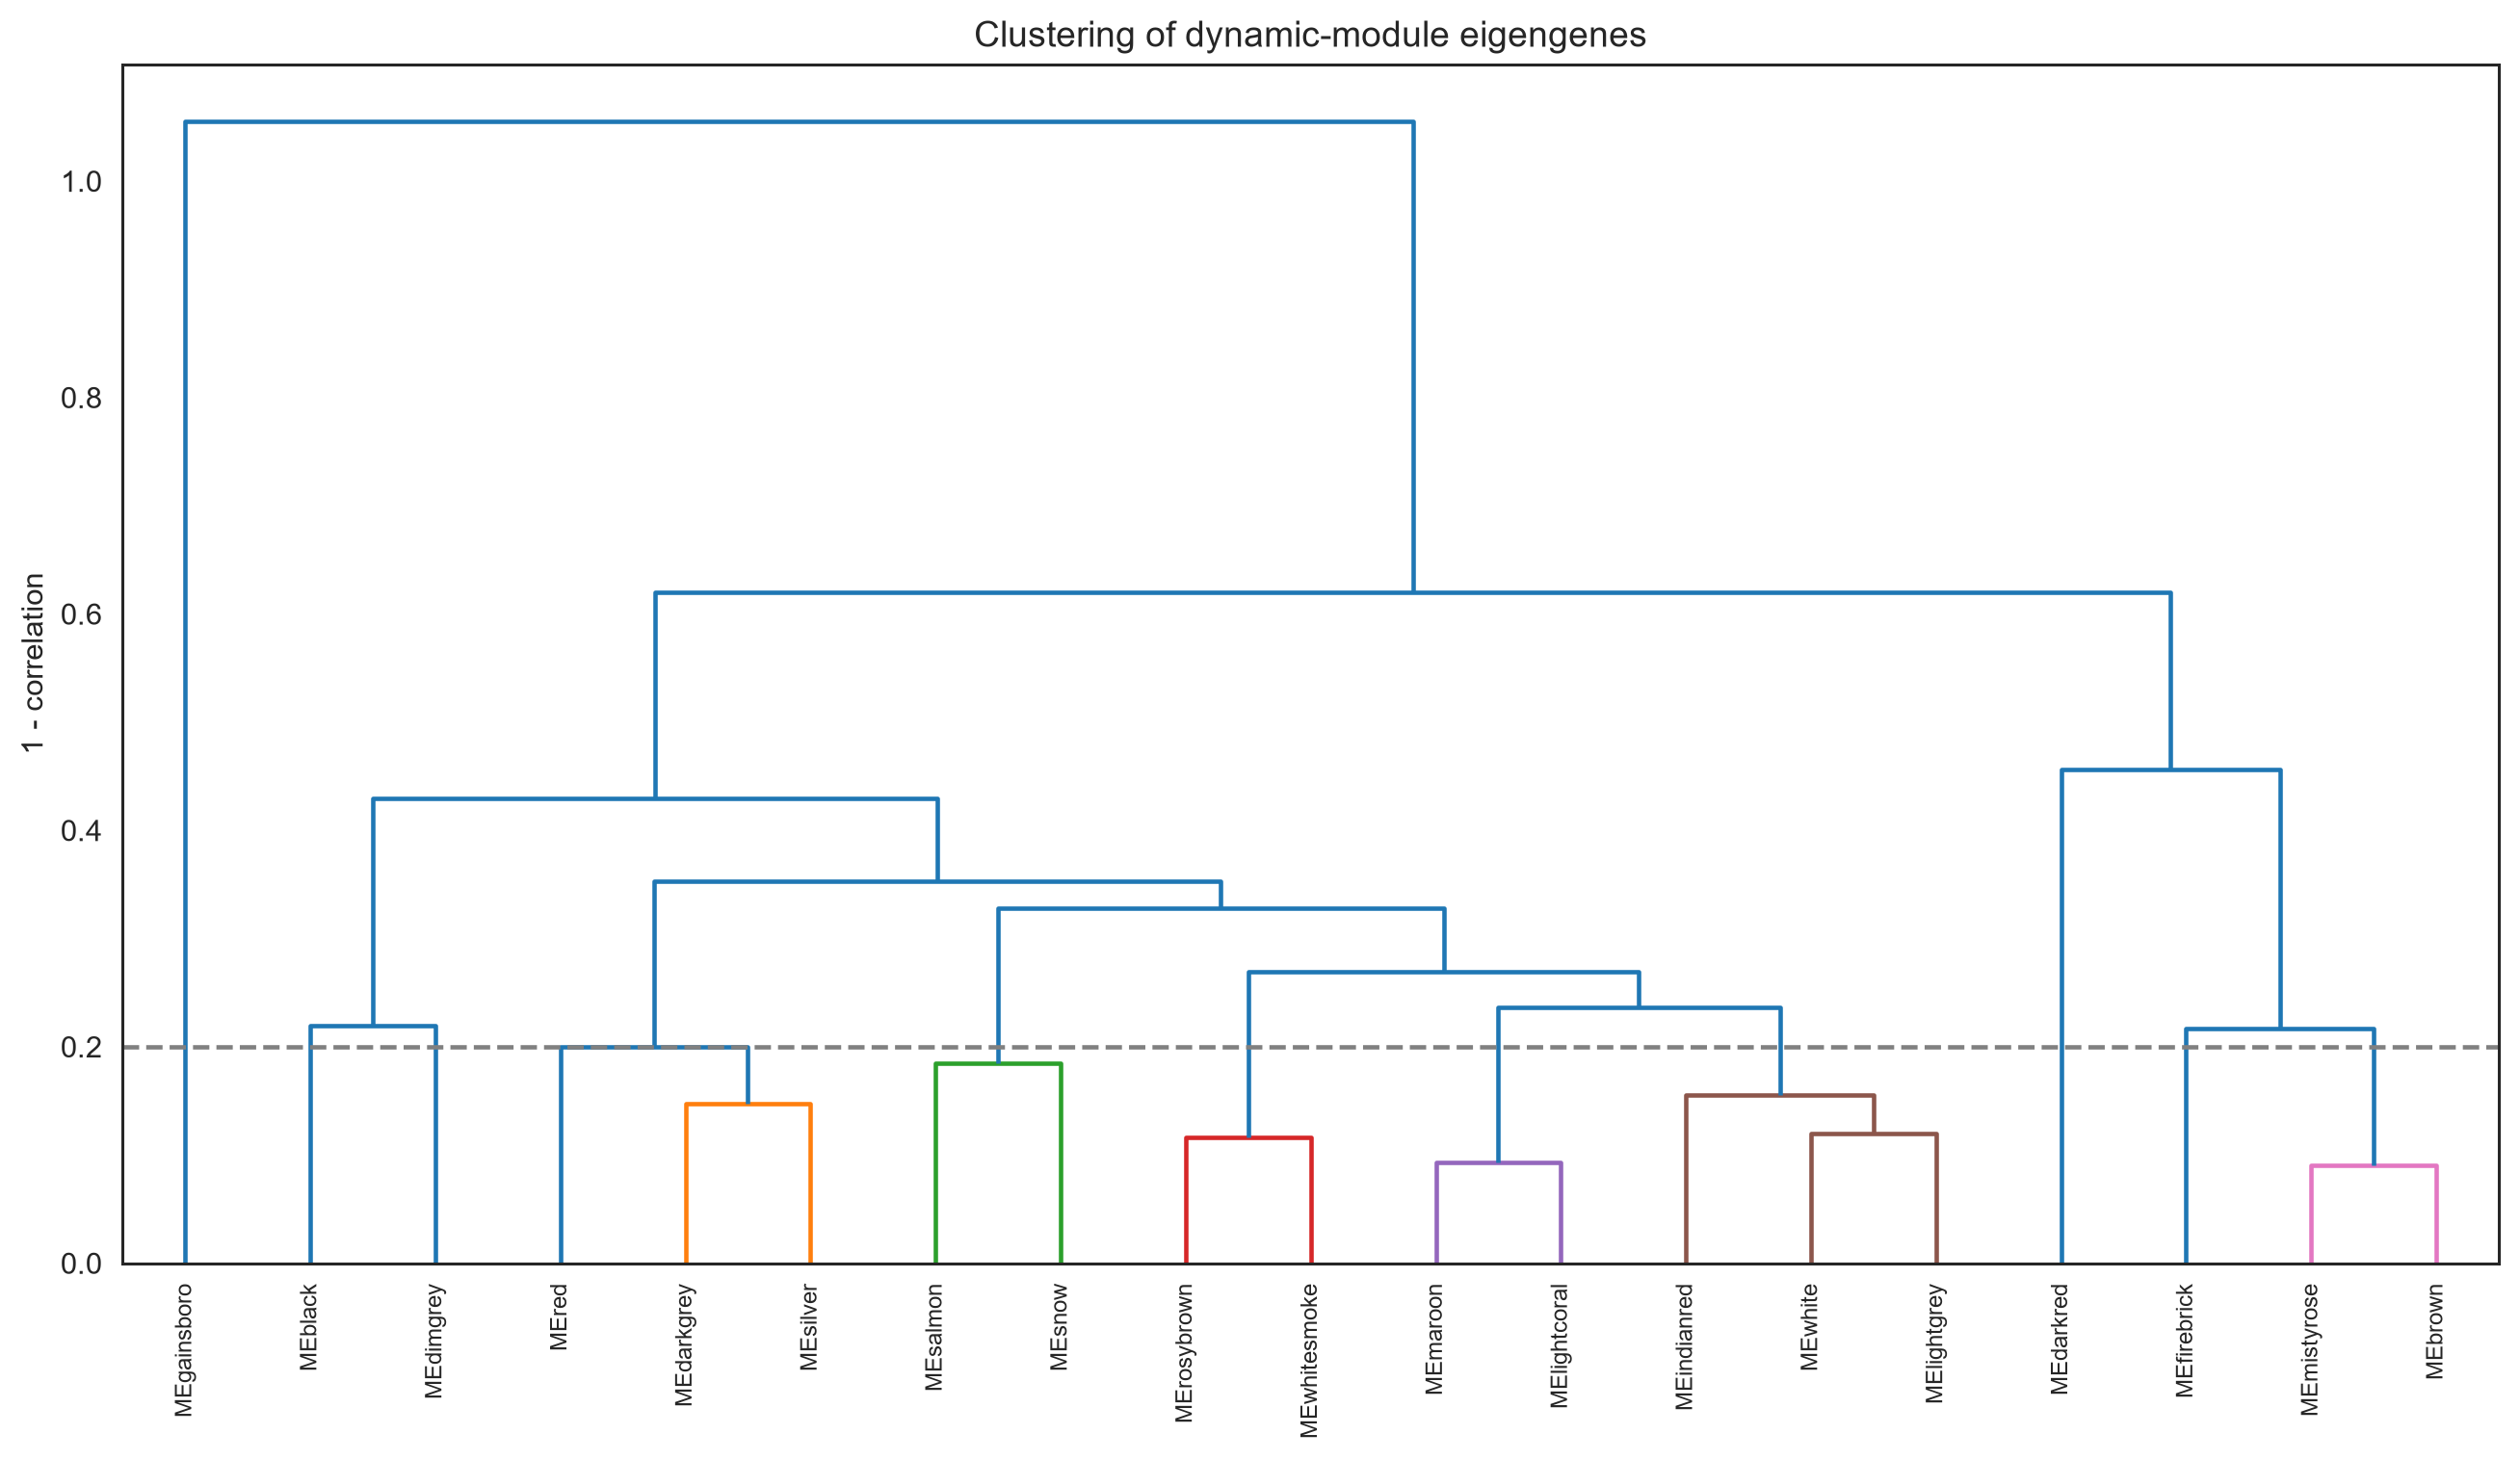 Clustering of dynamic-module eigengenes
1 - correlation
1.0
0.8
0.6
0.4
0.2
0.0
MEgainsboro
MEblack
MEdimgrey
MEred
MEdarkgrey
MEsilver
MEsalmon
MEsnow
MErosybrown
MEwhitesmoke
MEmaroon
MElightcoral
MEindianred
MEwhite
MElightgrey
MEdarkred
MEfirebrick
MEmistyrose
MEbrown